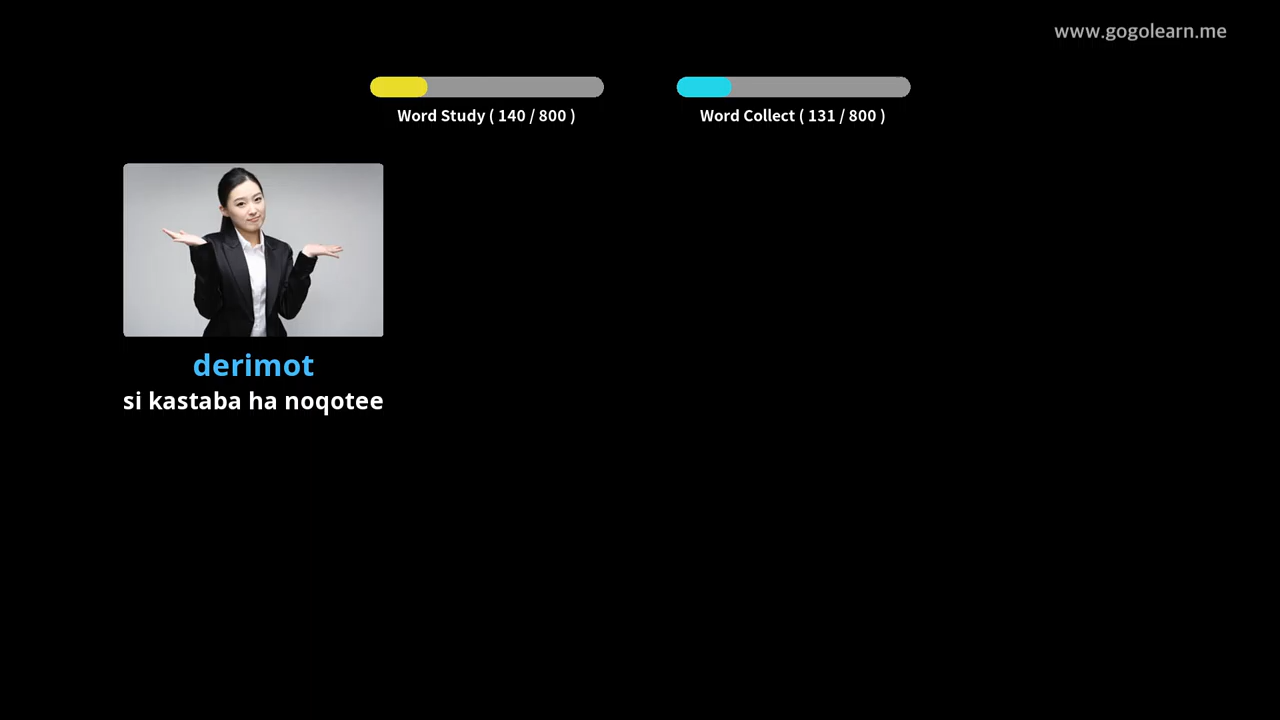 www.gogolearn.me
Word Study ( 140 / 800 )
Word Collect ( 131 / 800 )
derimot
si kastaba ha noqotee